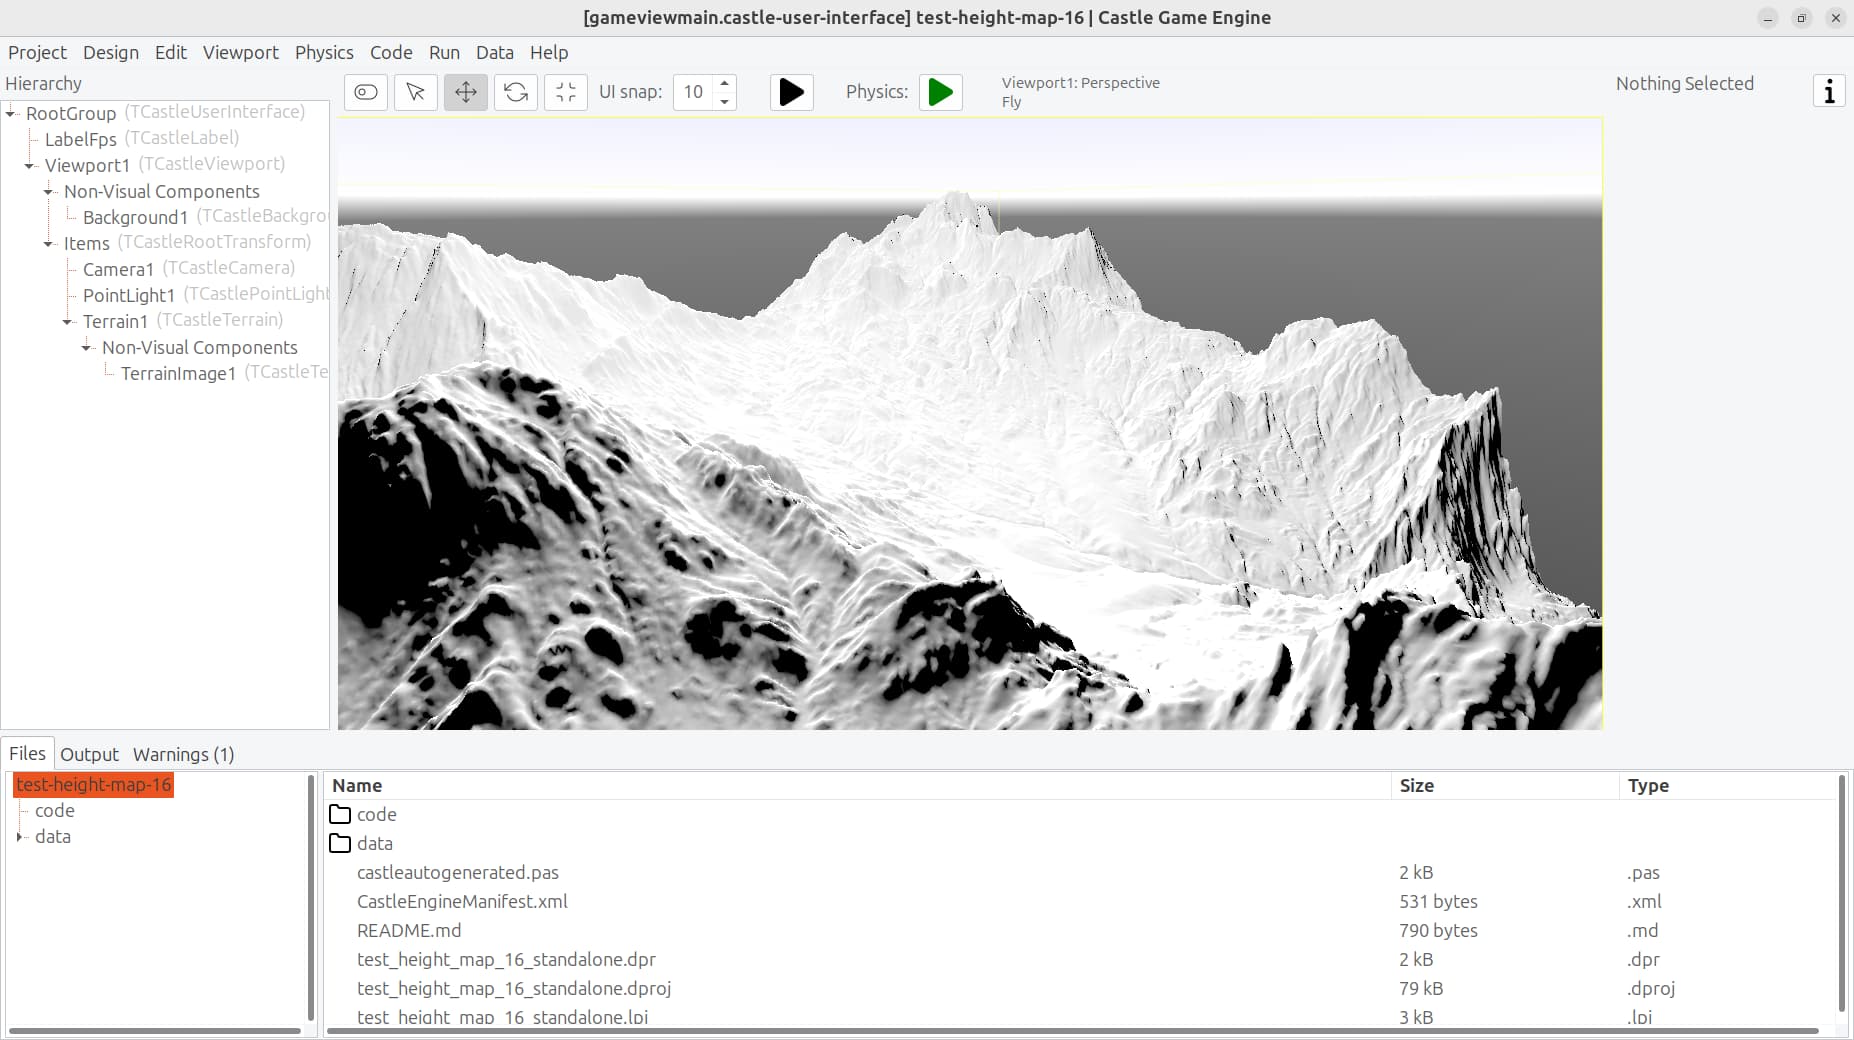 [gameviewmain.castle-user-interface] test-height-map-16 | Castle Game Engine
Project Design Edit Viewport Physics Code Run Data Help
Hierarchy
UI snap: 10
Physics:
Viewport1: Perspective
Fly
Nothing Selected
RootGroup (TCastleUserInterface)
LabelFps (TCastleLabel)
Viewport1 (TCastleViewport)
Non-Visual Components
Background1 (TCastleBackgro
Items (TCastleRootTransform)
Camera1 (TCastleCamera)
PointLight1 (TCastlePointLight
Terrain1 (TCastleTerrain)
Non-Visual Components
TerrainImage1 (TCastleTe
Files Output Warnings (1)
test-height-map-16
code
data
Name Size Type
code
data
castleautogenerated.pas 2 kB .pas
CastleEngineManifest.xml 531 bytes .xml
README.md 790 bytes .md
test_height_map_16_standalone.dpr 2 kB .dpr
test_height_map_16_standalone.dproj 79 kB .dproj
test_height_map_16_standalone.lpi 3 kB .lpi